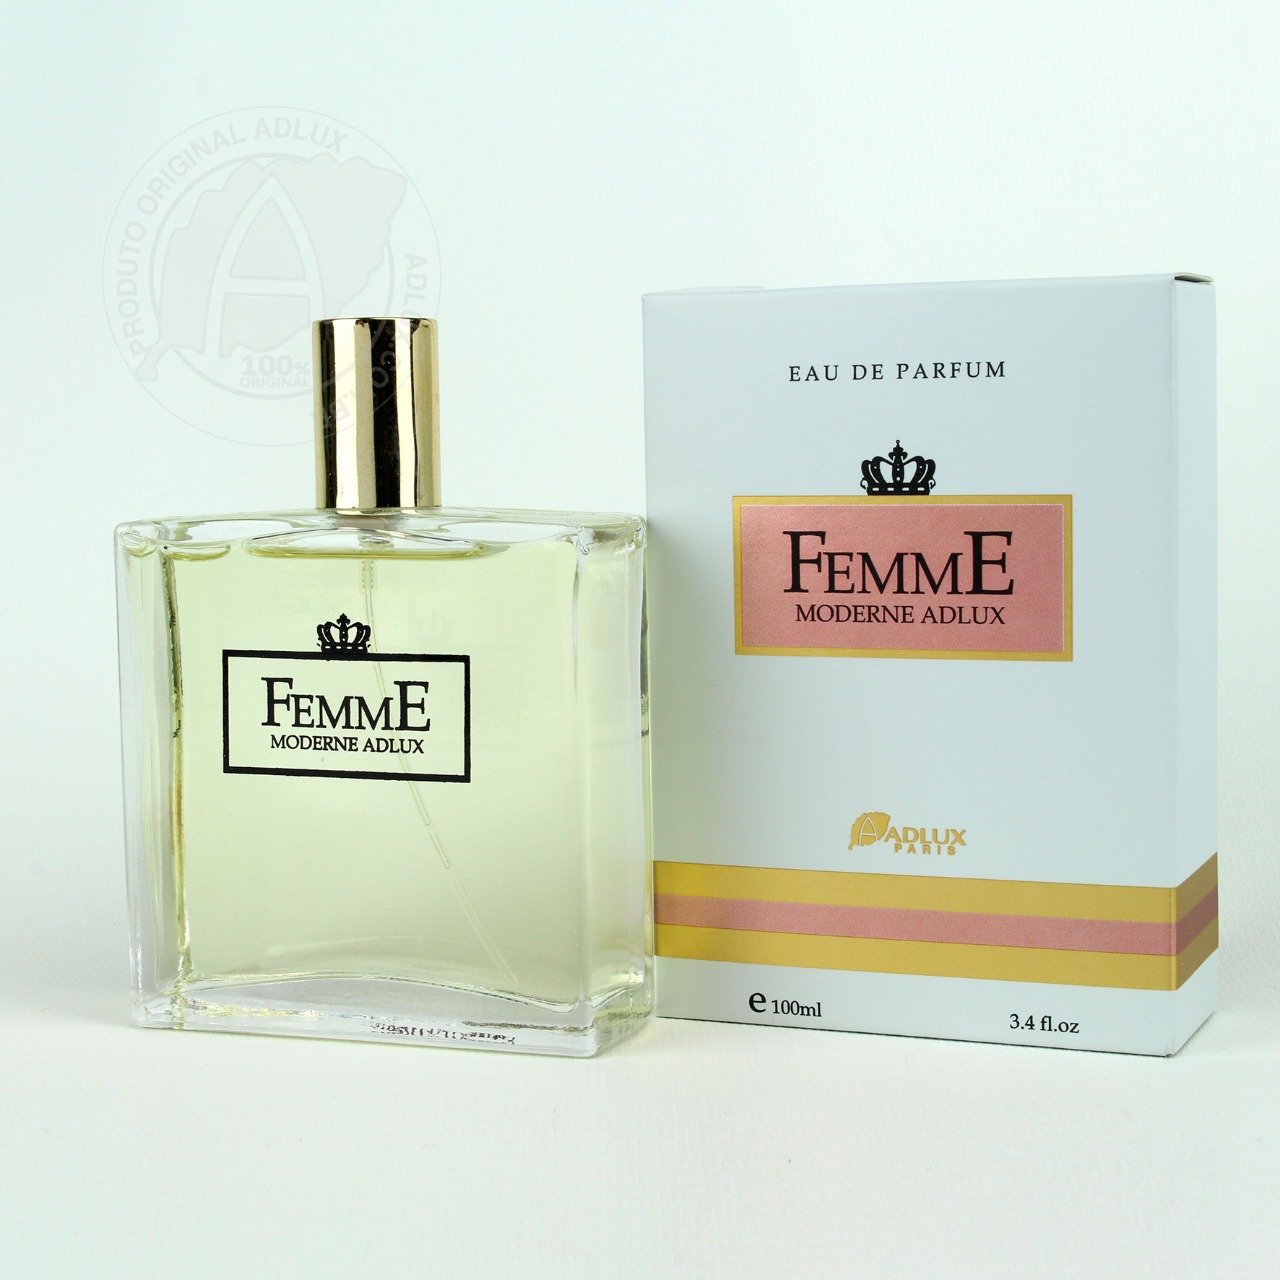 PRODUTO ORIGINAL ADLUX
A
100%
ORIGINAL
FEMME
MODERNE ADLUX
EAU DE PARFUM
FEMME
MODERNE ADLUX
A ADLUX
PARIS
e 100ml
3.4 fl.oz